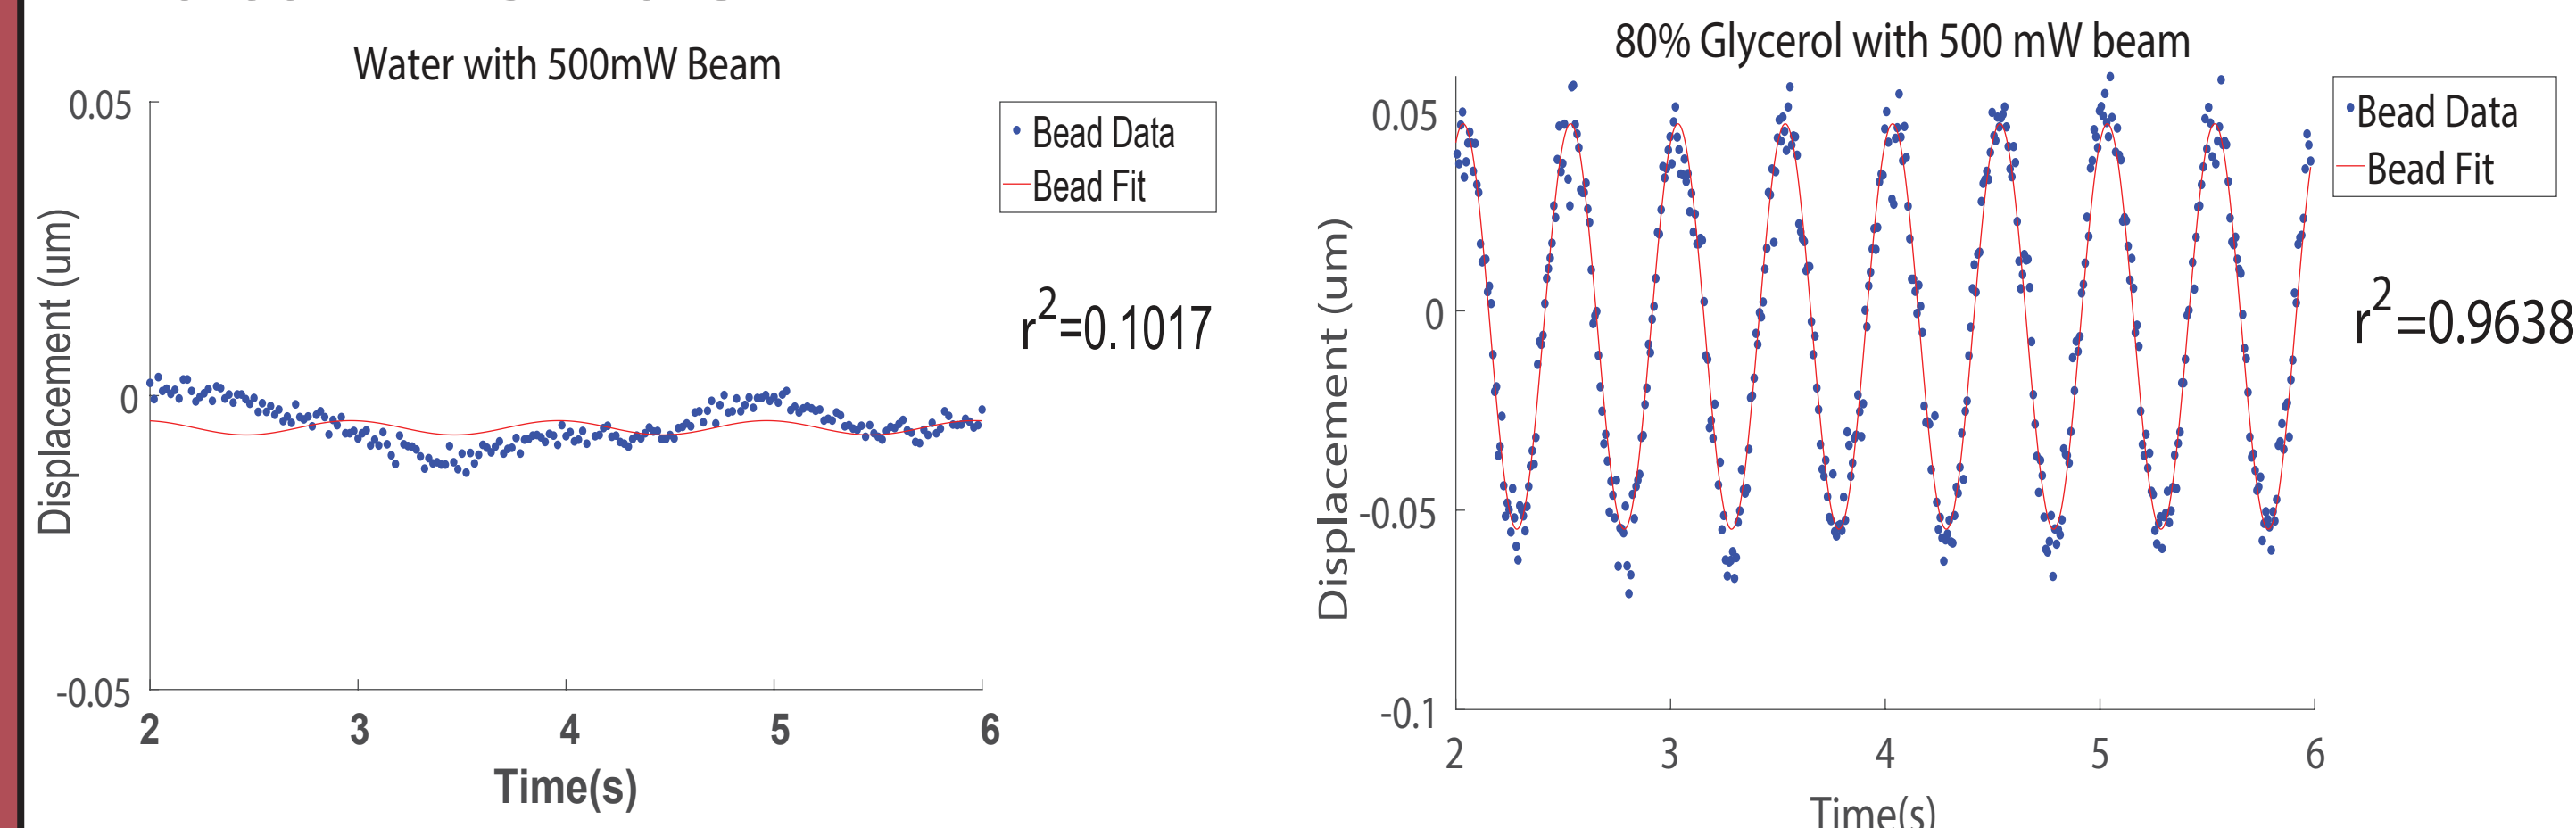 Water with 500mW Beam
0.05
0
-0.05
Displacement (um)
2 3 4 5 6
Time(s)
Bead Data
Bead Fit
r²=0.1017
80% Glycerol with 500 mW beam
0.05
0
-0.05
-0.1
Displacement (um)
2 3 4 5 6
Time(s)
Bead Data
Bead Fit
r²=0.9638